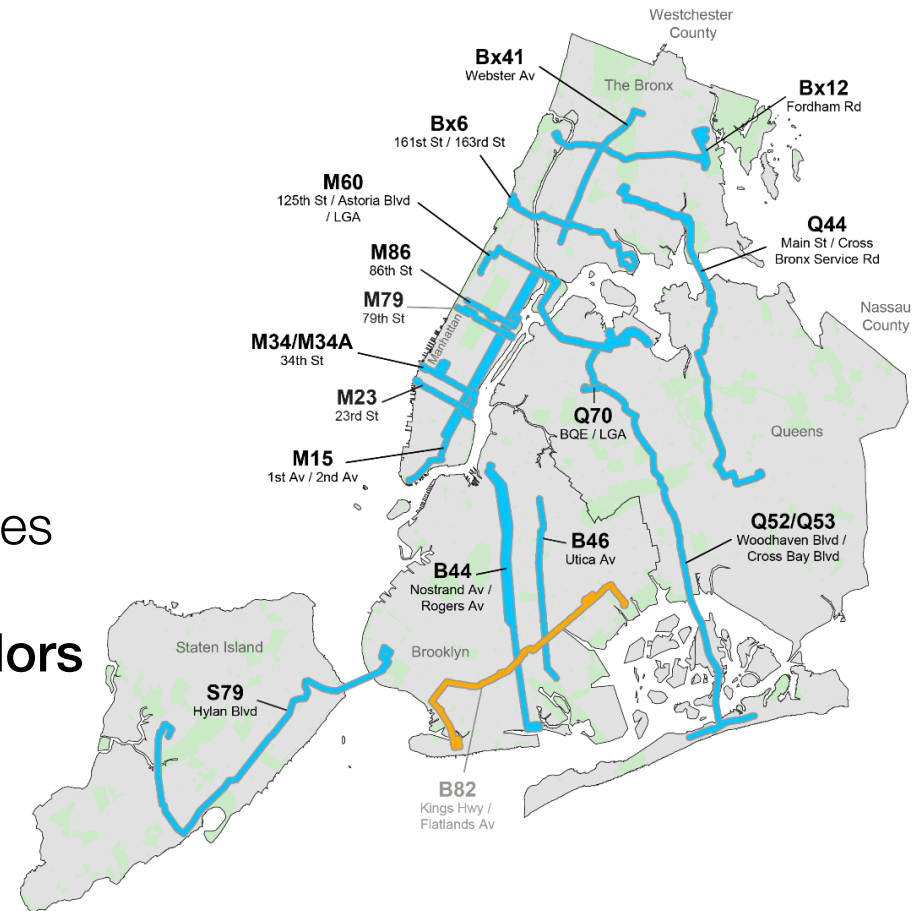 Westchester
County
Bx41
Webster Av
The Bronx
Bx12
Fordham Rd
Bx6
161st St / 163rd St
M60
125th St / Astoria Blvd
/ LGA
Q44
Main St / Cross
Bronx Service Rd
M86
86th St
M79
79th St
Nassau
County
Manhattan
M34/M34A
34th St
M23
23rd St
Q70
BQE / LGA
Queens
M15
1st Av / 2nd Av
es
Q52/Q53
Woodhaven Blvd /
Cross Bay Blvd
B46
Utica Av
B44
Nostrand Av /
Rogers Av
lors
Staten Island
Brooklyn
S79
Hylan Blvd
B82
Kings Hwy /
Flatlands Av